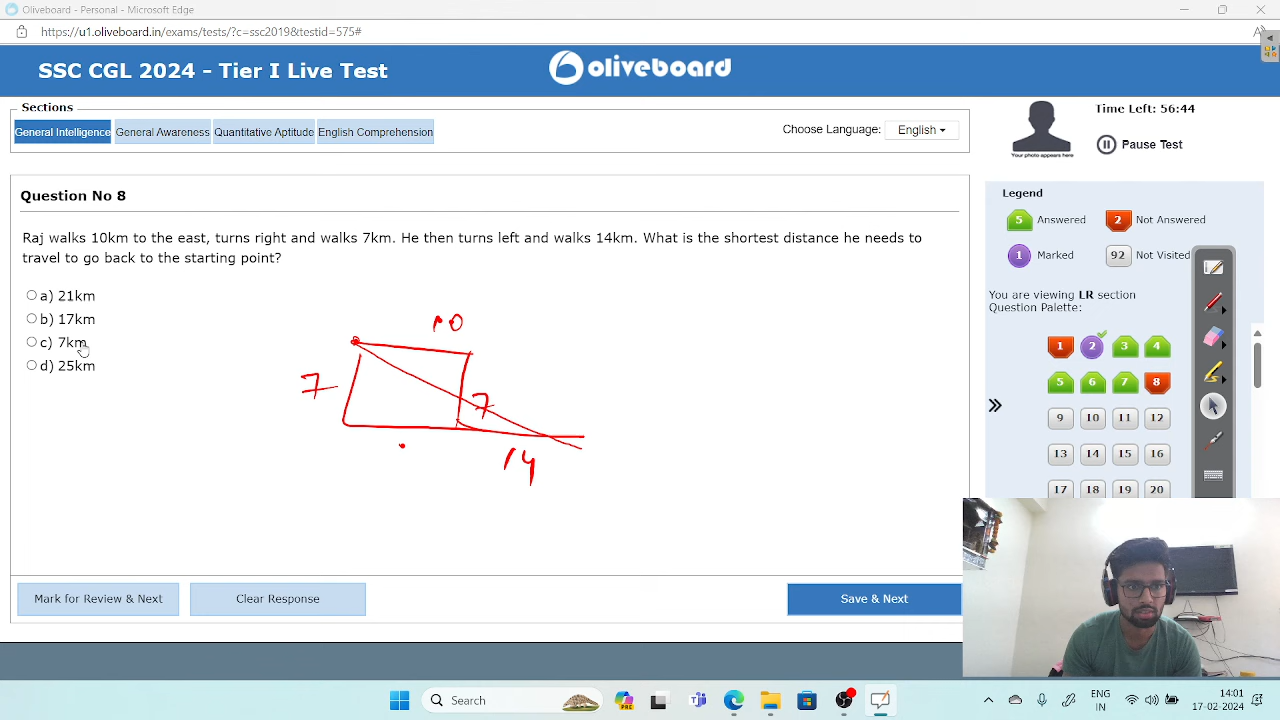 Oliveboard - Personal - Microsoft Edge
https://u1.oliveboard.in/exams/tests/?c=ssc2019&testid=575#
SSC CGL 2024 - Tier I Live Test
oliveboard
Sections
General Intelligence
General Awareness
Quantitative Aptitude
English Comprehension
Choose Language:
English
Your photo appears here
Time Left: 56:44
Pause Test
Question No 8
Raj walks 10km to the east, turns right and walks 7km. He then turns left and walks 14km. What is the shortest distance he needs to
travel to go back to the starting point?
a) 21km
b) 17km
c) 7km
d) 25km
10
7
7
14
Legend
5 Answered
2 Not Answered
1 Marked
92 Not Visited
You are viewing LR section
Question Palette:
1 2 3 4
5 6 7 8
9 10 11 12
13 14 15 16
17 18 19 20
Mark for Review & Next
Clear Response
Save & Next
Search
PRE
ENG
IN
14:01
17-02-2024